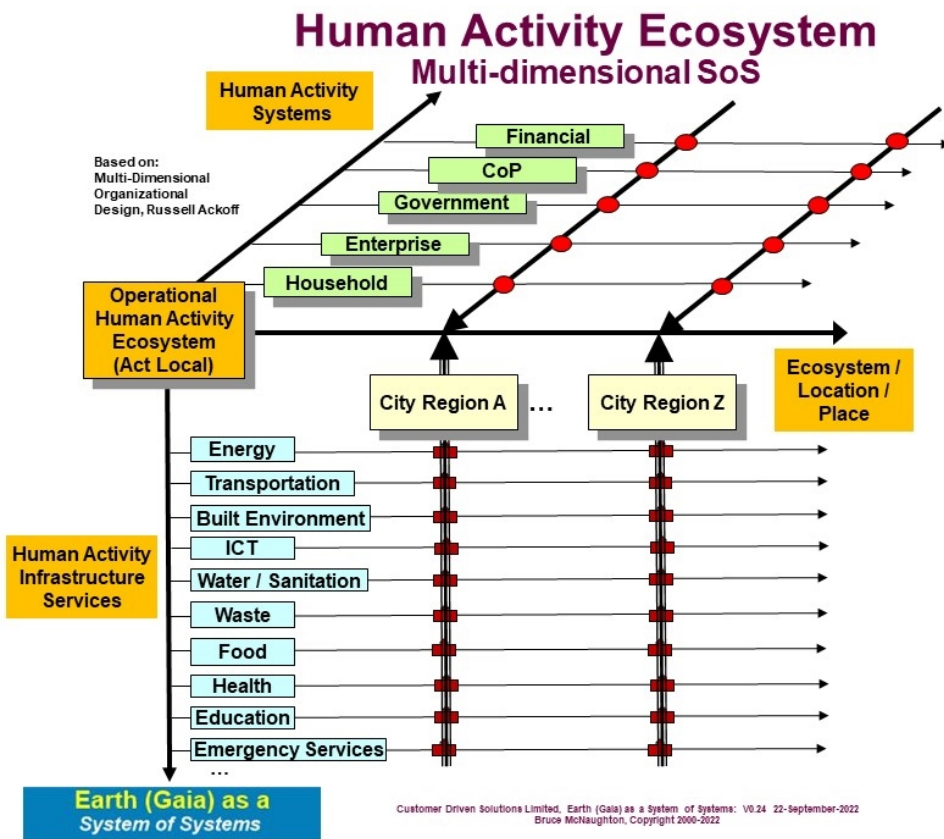 Human Activity Ecosystem
Multi-dimensional SoS
Human Activity
Systems
Based on:
Multi-Dimensional
Organizational
Design, Russell Ackoff
Financial
CoP
Government
Enterprise
Household
Operational
Human Activity
Ecosystem
(Act Local)
Ecosystem /
Location /
Place
City Region A
...
City Region Z
Energy
Transportation
Built Environment
ICT
Water / Sanitation
Waste
Food
Health
Education
Emergency Services
...
Human Activity
Infrastructure
Services
Earth (Gaia) as a
System of Systems
Customer Driven Solutions Limited, Earth (Gaia) as a System of Systems: V0.24 22-September-2022
Bruce McNaughton, Copyright 2000-2022